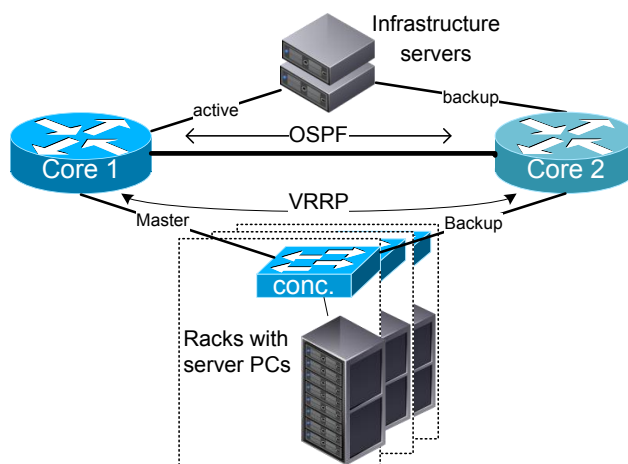 Infrastructure
servers
active
backup
OSPF
Core 1
Core 2
VRRP
Master
Backup
conc.
Racks with
server PCs